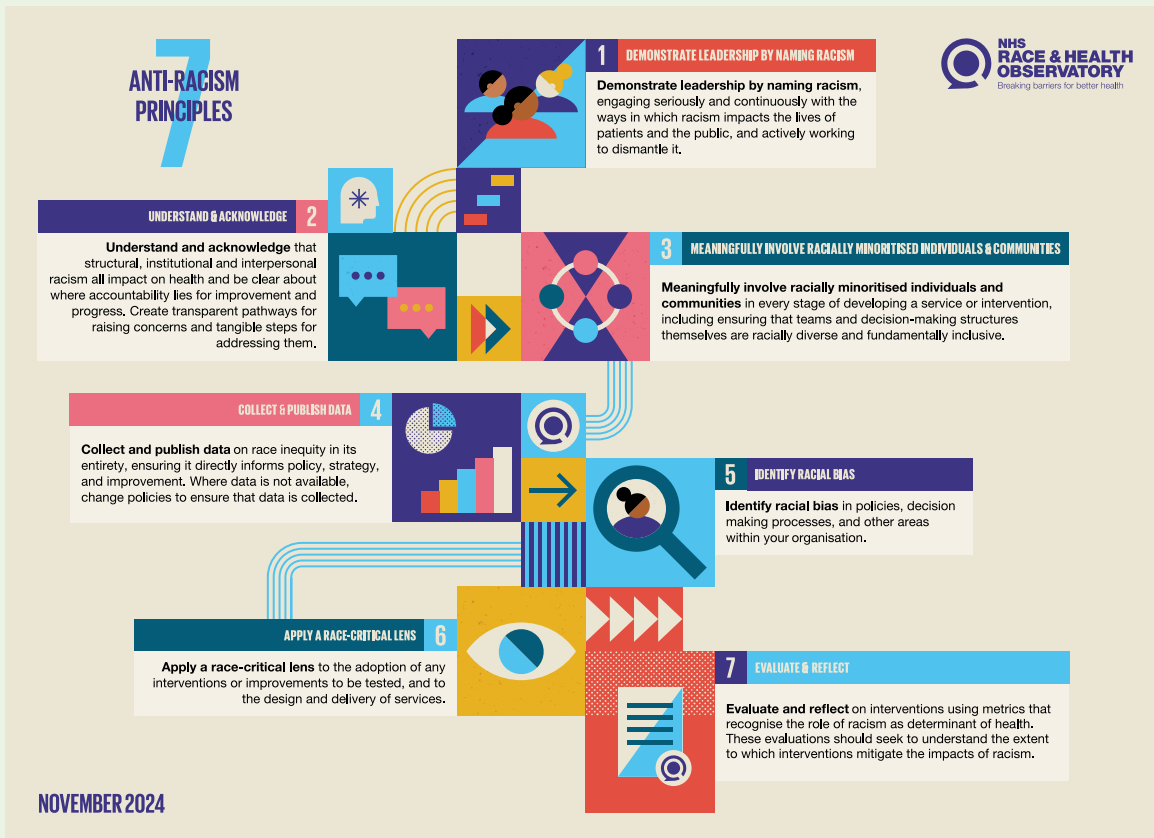 7
ANTI-RACISM
PRINCIPLES
1
DEMONSTRATE LEADERSHIP BY NAMING RACISM
Demonstrate leadership by naming racism,
engaging seriously and continuously with the
ways in which racism impacts the lives of
patients and the public, and actively working
to dismantle it.
NHS
RACE & HEALTH
OBSERVATORY
Breaking barriers for better health
UNDERSTAND & ACKNOWLEDGE
2
Understand and acknowledge that
structural, institutional and interpersonal
racism all impact on health and be clear about
where accountability lies for improvement and
progress. Create transparent pathways for
raising concerns and tangible steps for
addressing them.
3
MEANINGFULLY INVOLVE RACIALLY MINORITISED INDIVIDUALS & COMMUNITIES
Meaningfully involve racially minoritised individuals and
communities in every stage of developing a service or intervention,
including ensuring that teams and decision-making structures
themselves are racially diverse and fundamentally inclusive.
COLLECT & PUBLISH DATA
4
Collect and publish data on race inequity in its
entirety, ensuring it directly informs policy, strategy,
and improvement. Where data is not available,
change policies to ensure that data is collected.
5
IDENTIFY RACIAL BIAS
Identify racial bias in policies, decision
making processes, and other areas
within your organisation.
APPLY A RACE-CRITICAL LENS
6
Apply a race-critical lens to the adoption of any
interventions or improvements to be tested, and to
the design and delivery of services.
7
EVALUATE & REFLECT
Evaluate and reflect on interventions using metrics that
recognise the role of racism as determinant of health.
These evaluations should seek to understand the extent
to which interventions mitigate the impacts of racism.
NOVEMBER 2024